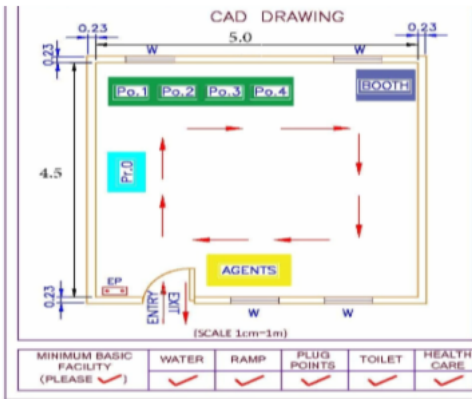 CAD DRAWING
0.23 5.0 0.23
W W
0.23
Po.1 Po.2 Po.3 Po.4 BOOTH
4.5
Pr.O
AGENTS
EP
0.23
ENTRY EXIT
W W
(SCALE 1cm=1m)
MINIMUM BASIC FACILITY (PLEASE ✓) WATER RAMP PLUG POINTS TOILET HEALTH CARE
✓ ✓ ✓ ✓ ✓